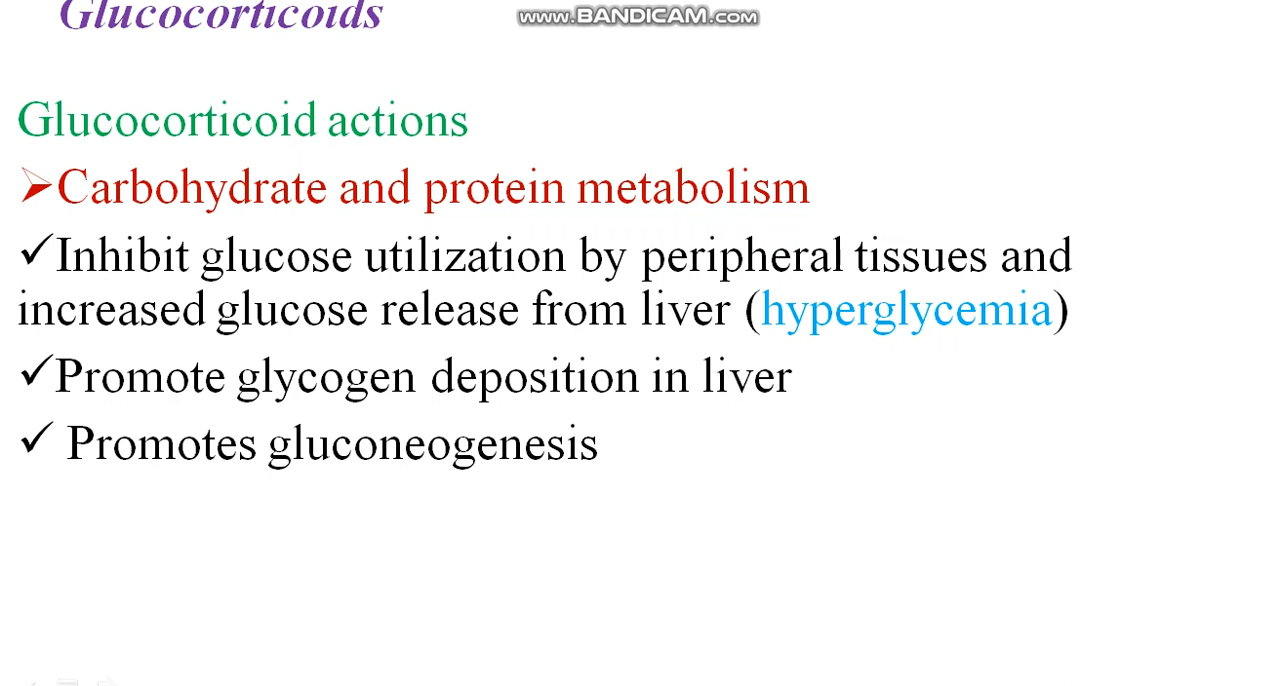 Glucocorticoids
www.BANDICAM.com
Glucocorticoid actions
➢Carbohydrate and protein metabolism
✓Inhibit glucose utilization by peripheral tissues and
increased glucose release from liver (hyperglycemia)
✓Promote glycogen deposition in liver
✓ Promotes gluconeogenesis